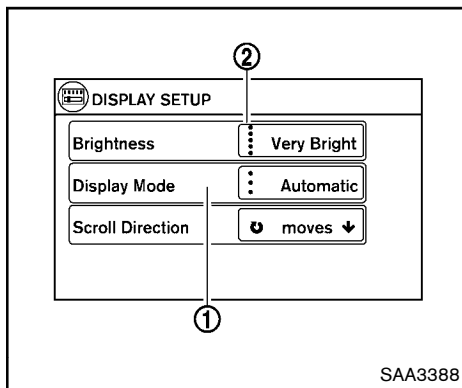 ②
DISPLAY SETUP
Brightness Very Bright
Display Mode Automatic
Scroll Direction ↻ moves ↓
①
SAA3388